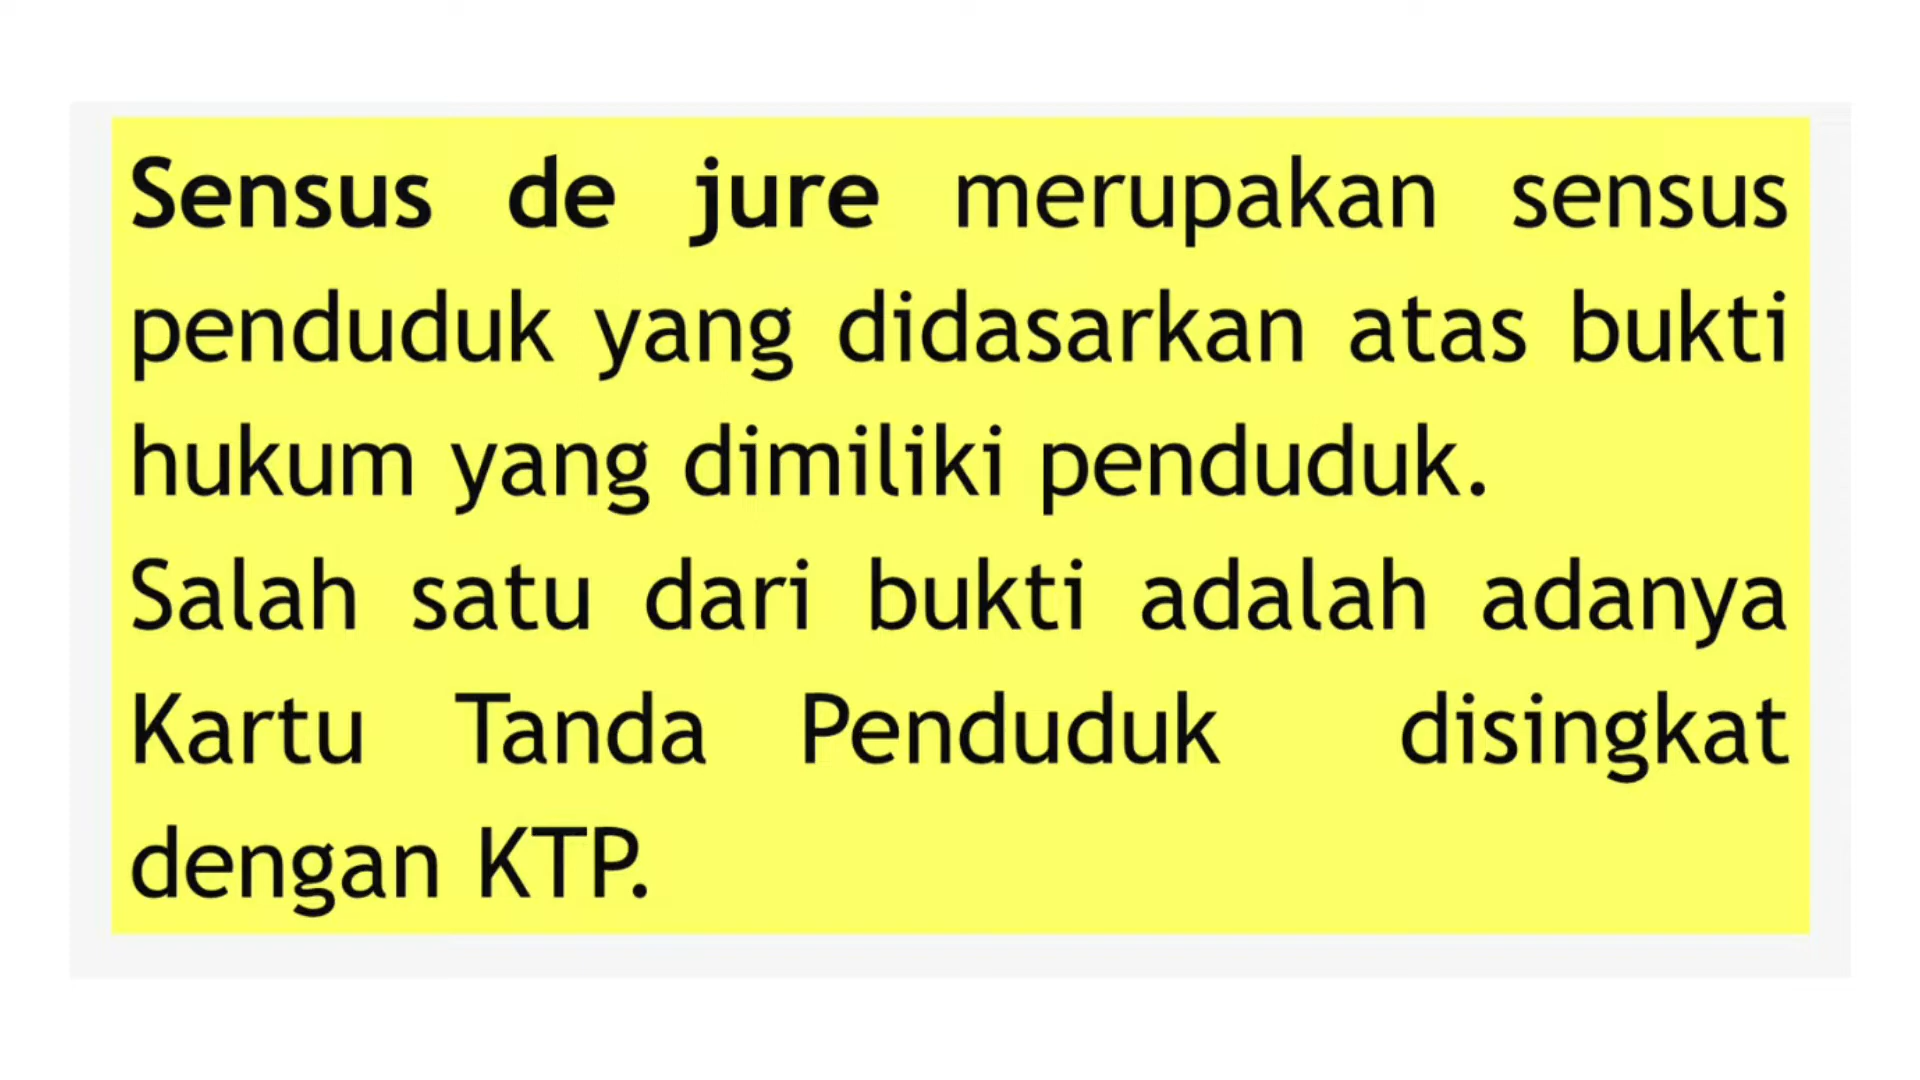 Sensus de jure merupakan sensus
penduduk yang didasarkan atas bukti
hukum yang dimiliki penduduk.
Salah satu dari bukti adalah adanya
Kartu Tanda Penduduk disingkat
dengan KTP.